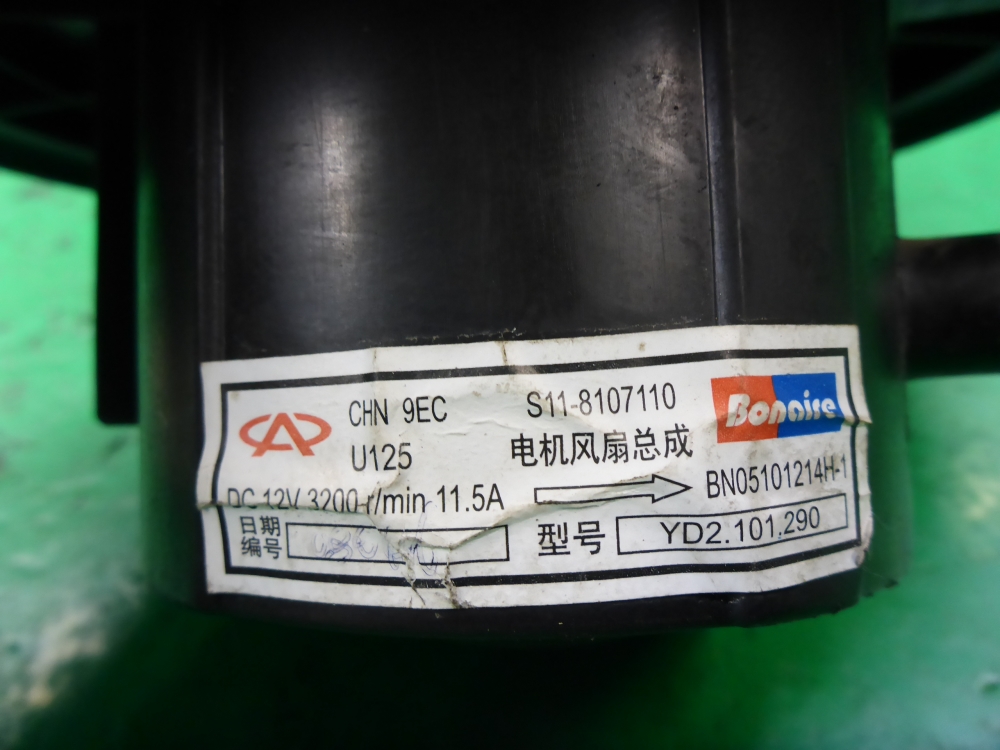 CHN 9EC
S11-8107110
Bonaire
U125
电机风扇总成
DC 12V 3200 r/min 11.5A
BN05101214H-1
日期
编号
型号
YD2.101.290